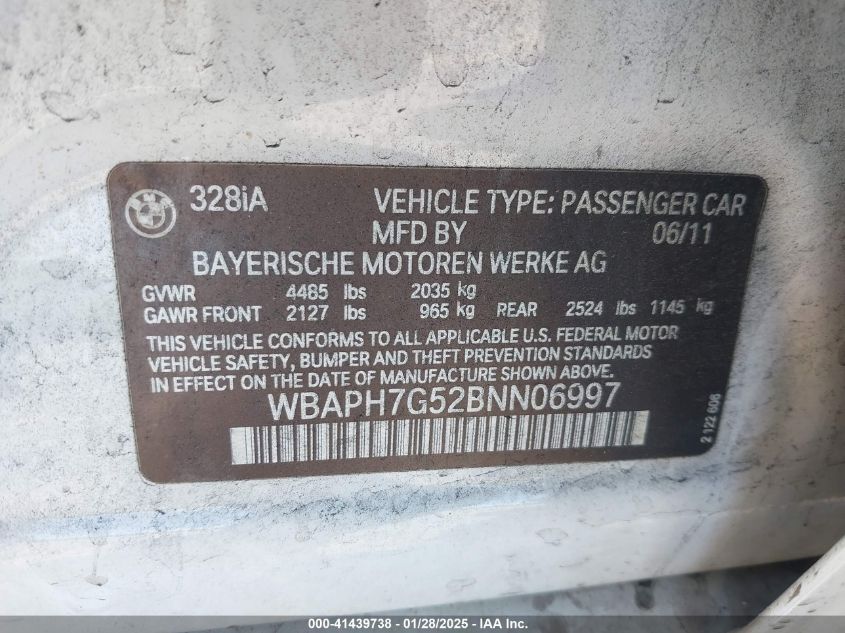 328iA VEHICLE TYPE: PASSENGER CAR
MFD BY 06/11
BAYERISCHE MOTOREN WERKE AG
GVWR 4485 lbs 2035 kg
GAWR FRONT 2127 lbs 965 kg REAR 2524 lbs 1145 kg
THIS VEHICLE CONFORMS TO ALL APPLICABLE U.S. FEDERAL MOTOR
VEHICLE SAFETY, BUMPER AND THEFT PREVENTION STANDARDS
IN EFFECT ON THE DATE OF MANUFACTURE SHOWN ABOVE.
WBAPH7G52BNN06997
2 122 606
000-41439738 - 01/28/2025 - IAA Inc.